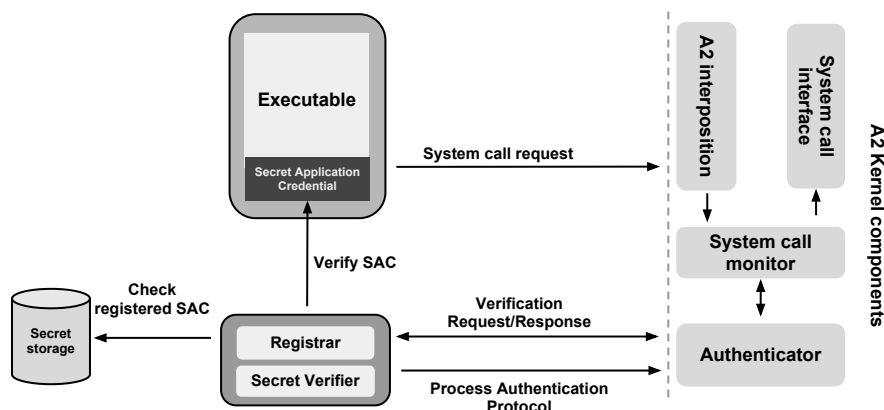 Executable
Secret Application
Credential
System call request
A2 interposition
System call
interface
A2 Kernel components
System call
monitor
Verify SAC
Check
registered SAC
Secret
storage
Registrar
Secret Verifier
Verification
Request/Response
Authenticator
Process Authentication
Protocol